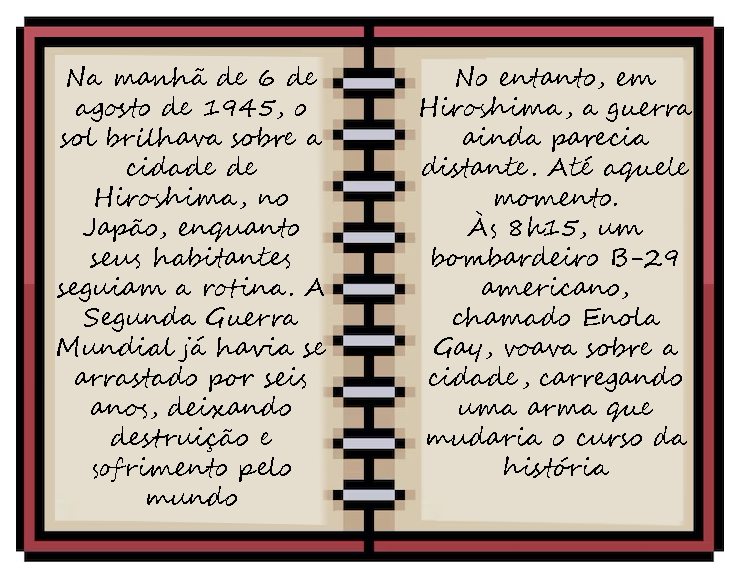 Na manhã de 6 de
agosto de 1945, o
sol brilhava sobre a
cidade de
Hiroshima, no
Japão, enquanto
seus habitantes
seguiam a rotina. A
Segunda Guerra
Mundial já havia se
arrastado por seis
anos, deixando
destruição e
sofrimento pelo
mundo
No entanto, em
Hiroshima, a guerra
ainda parecia
distante. Até aquele
momento.
Às 8h15, um
bombardeiro B-29
americano,
chamado Enola
Gay, voava sobre a
cidade, carregando
uma arma que
mudaria o curso da
história